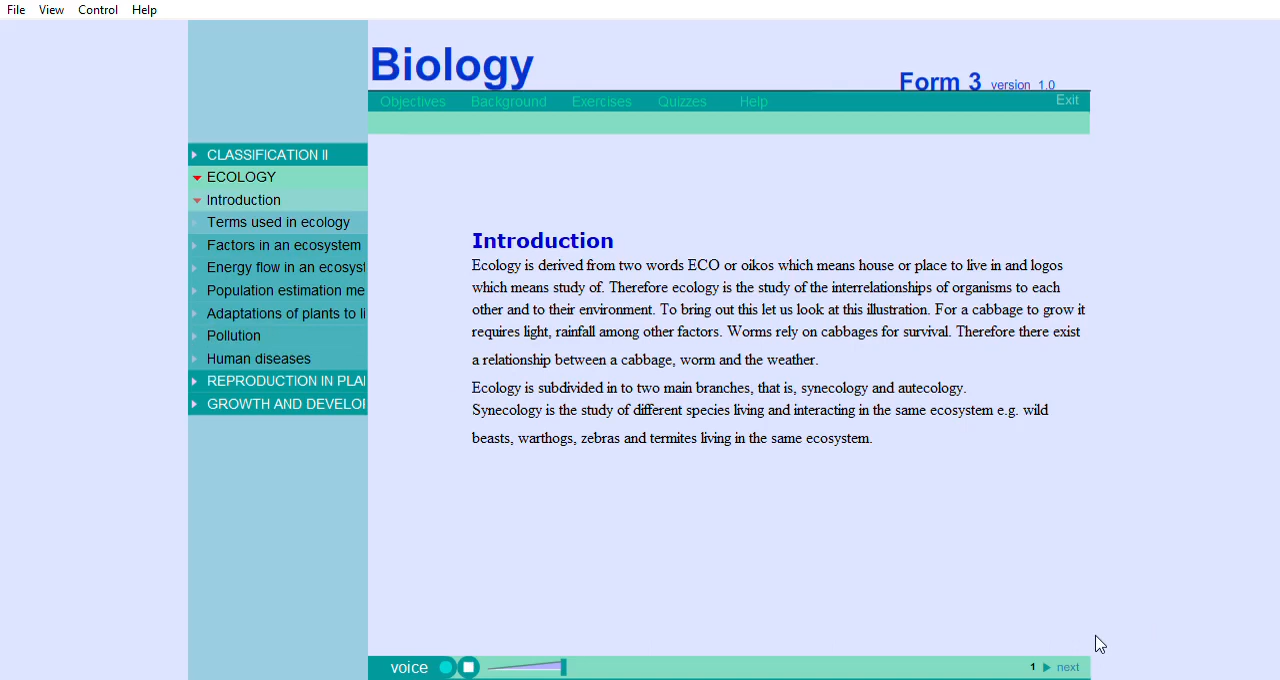 File View Control Help
Biology
Form 3 version 1.0
Objectives Background Exercises Quizzes Help Exit
CLASSIFICATION II
ECOLOGY
Introduction
Terms used in ecology
Factors in an ecosystem
Energy flow in an ecosyst
Population estimation me
Adaptations of plants to li
Pollution
Human diseases
REPRODUCTION IN PLA
GROWTH AND DEVELO
Introduction
Ecology is derived from two words ECO or oikos which means house or place to live in and logos
which means study of. Therefore ecology is the study of the interrelationships of organisms to each
other and to their environment. To bring out this let us look at this illustration. For a cabbage to grow it
requires light, rainfall among other factors. Worms rely on cabbages for survival. Therefore there exist
a relationship between a cabbage, worm and the weather.
Ecology is subdivided in to two main branches, that is, synecology and autecology.
Synecology is the study of different species living and interacting in the same ecosystem e.g. wild
beasts, warthogs, zebras and termites living in the same ecosystem.
voice
1 next